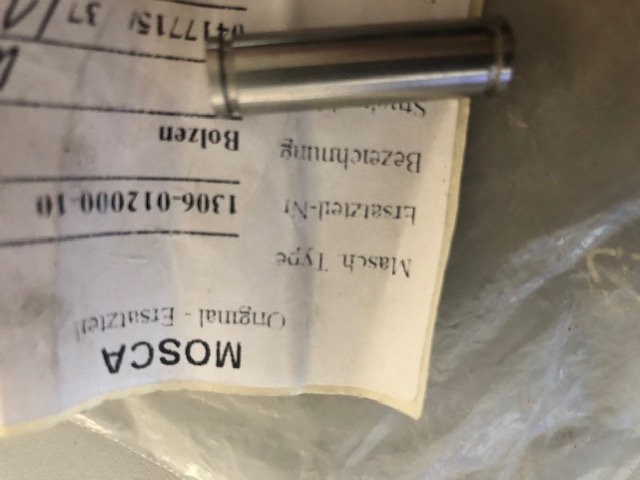 MOSCA
Original - Ersatzteil
Masch. Type
Ersatzteil-Nr 1306-012000-10
Bezeichnung Bolzen